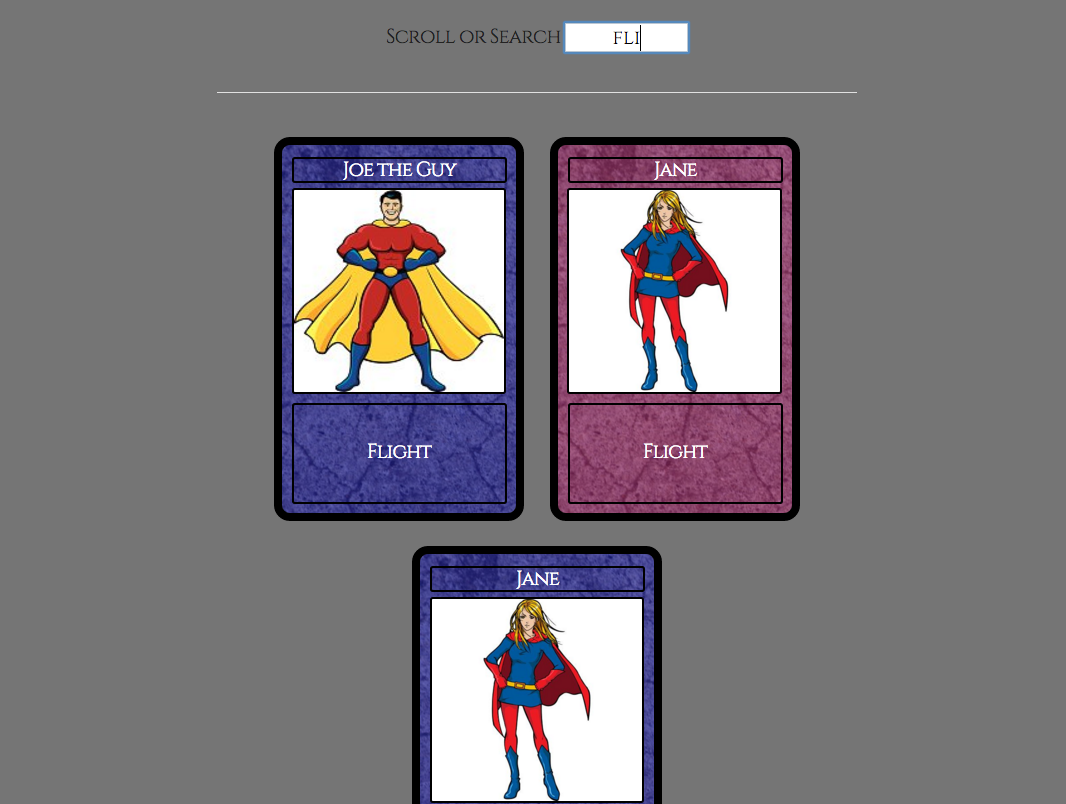 Scroll or Search fli
Joe the Guy
Jane
Flight
Flight
Jane